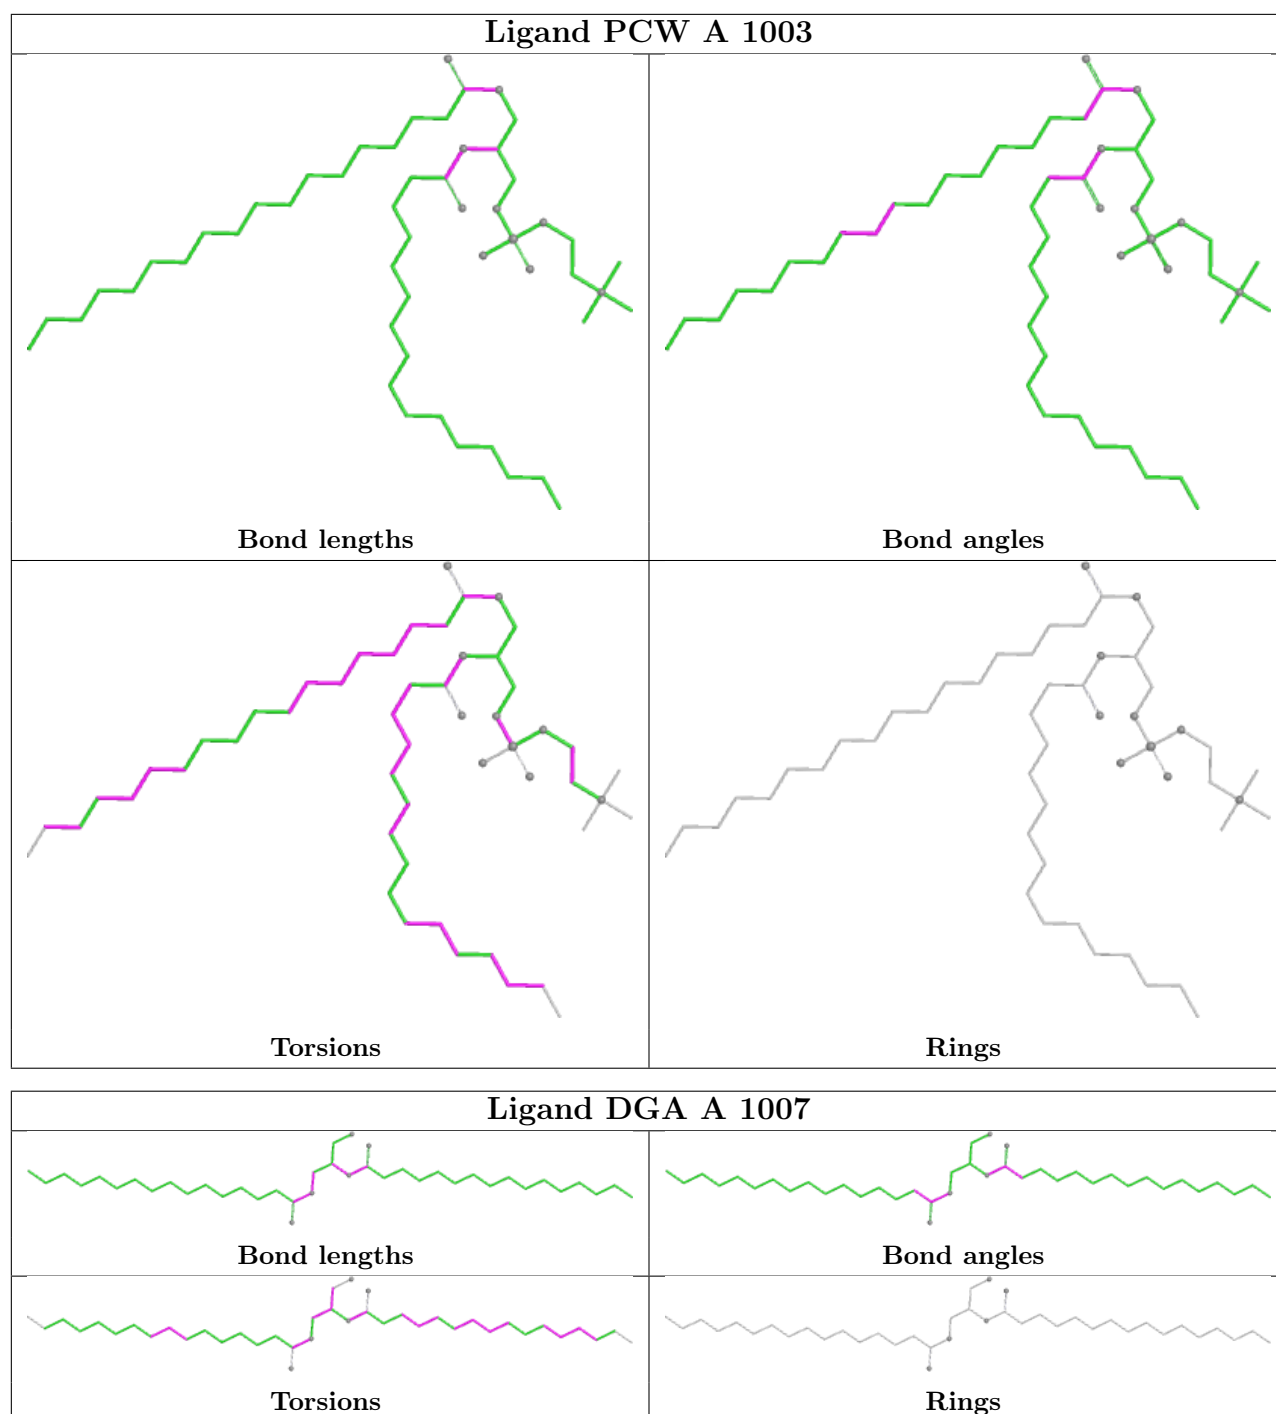 Ligand PCW A 1003
Bond lengths
Bond angles
Torsions
Rings
Ligand DGA A 1007
Bond lengths
Bond angles
Torsions
Rings